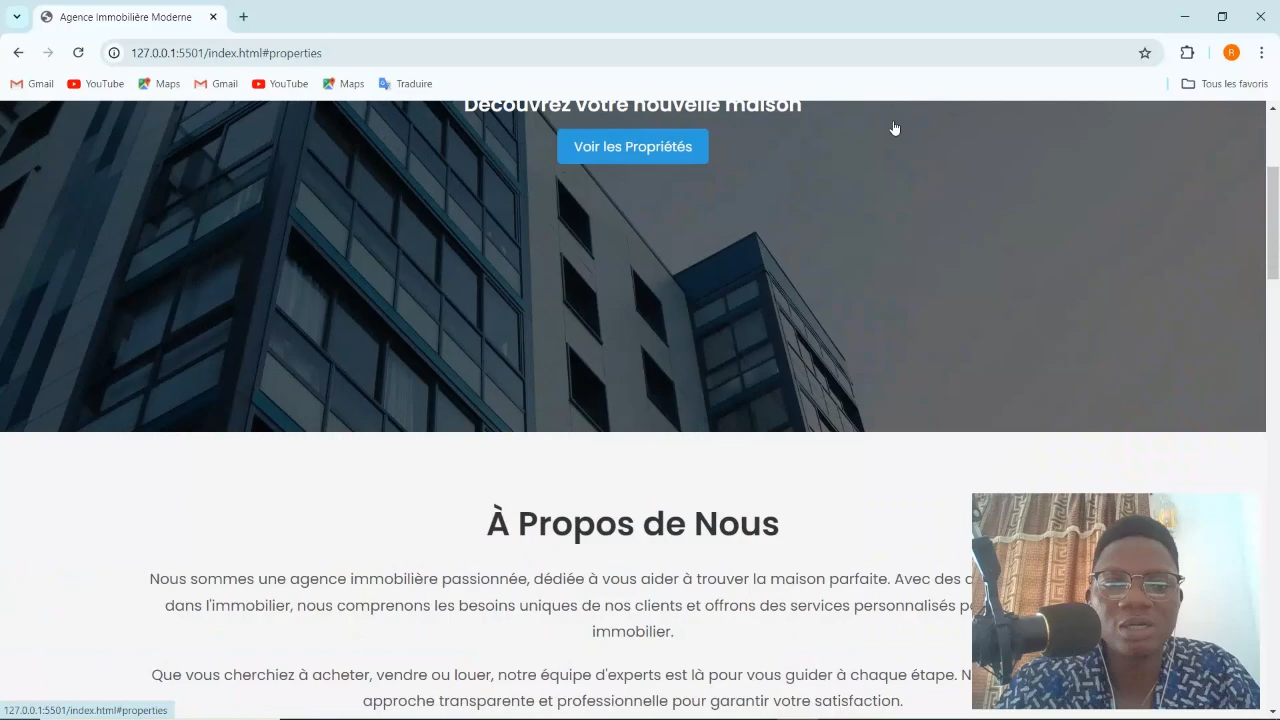 Agence Immobilière Moderne
127.0.0.1:5501/index.html#properties
R
Gmail YouTube Maps Gmail YouTube Maps Traduire Tous les favoris
Découvrez votre nouvelle maison
Voir les Propriétés
À Propos de Nous
Nous sommes une agence immobilière passionnée, dédiée à vous aider à trouver la maison parfaite. Avec des
dans l'immobilier, nous comprenons les besoins uniques de nos clients et offrons des services personnalisés
immobilier.
Que vous cherchiez à acheter, vendre ou louer, notre équipe d'experts est là pour vous guider à chaque étape.
approche transparente et professionnelle pour garantir votre satisfaction.
127.0.0.1:5501/index.html#properties